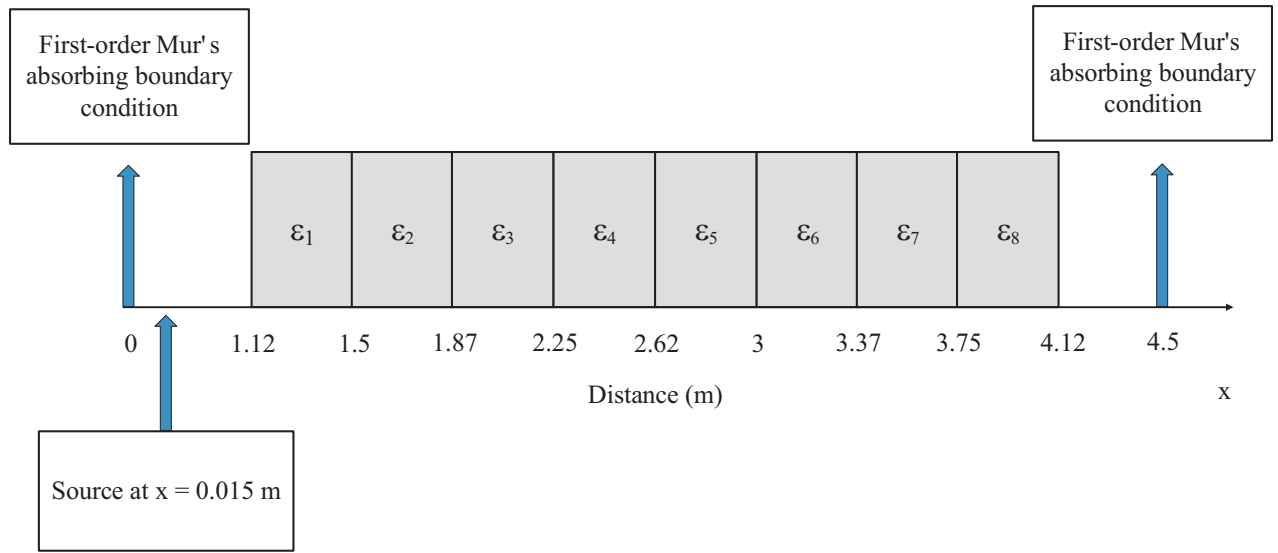 First-order Mur's
absorbing boundary
condition
First-order Mur's
absorbing boundary
condition
ε1 ε2 ε3 ε4 ε5 ε6 ε7 ε8
0 1.12 1.5 1.87 2.25 2.62 3 3.37 3.75 4.12 4.5
Distance (m) x
Source at x = 0.015 m